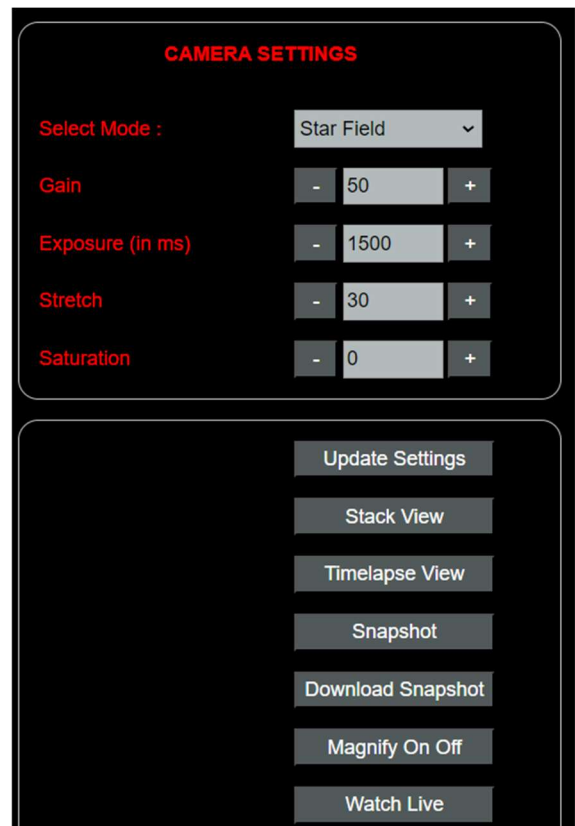 CAMERA SETTINGS
Select Mode : Star Field
Gain - 50 +
Exposure (in ms) - 1500 +
Stretch - 30 +
Saturation - 0 +
Update Settings
Stack View
Timelapse View
Snapshot
Download Snapshot
Magnify On Off
Watch Live